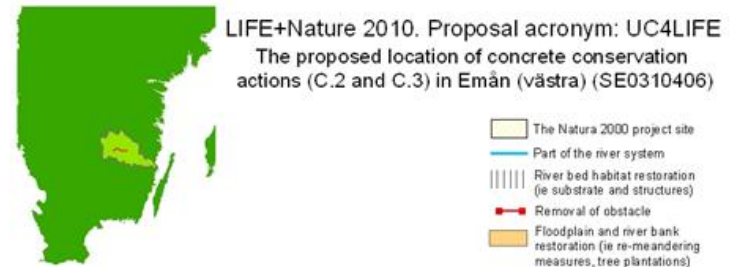 LIFE+Nature 2010. Proposal acronym: UC4LIFE
The proposed location of concrete conservation
actions (C.2 and C.3) in Emån (västra) (SE0310406)
The Natura 2000 project site
Part of the river system
River bed habitat restoration
(ie substrate and structures)
Removal of obstacle
Floodplain and river bank
restoration (ie re-meandering
measures, tree plantations)